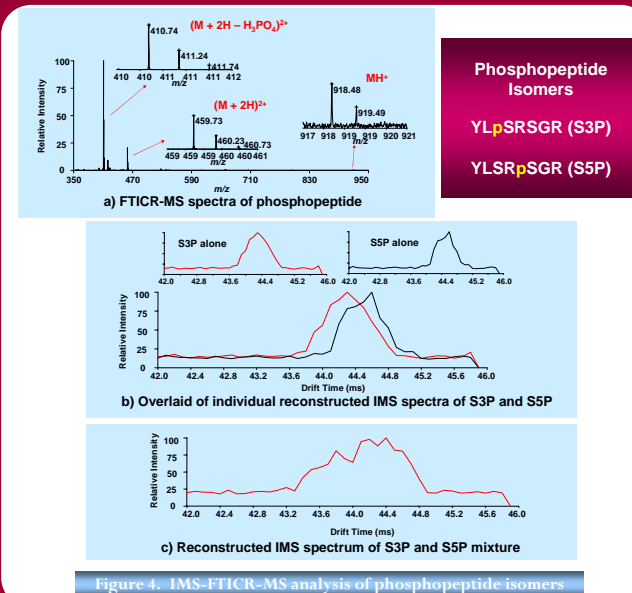 410.74
(M + 2H – H3PO4)2+
411.24
411.74
410 410 411 411 411 412
m/z
(M + 2H)2+
459.73
460.23
460.73
459 459 459 460 460 461
m/z
MH+
918.48
919.49
917 918 919 919 920 921
m/z
Relative Intensity
100
75
50
25
0
350 470 590 710 830 950
m/z
a) FTICR-MS spectra of phosphopeptide
Phosphopeptide
Isomers
YLpSRSGR (S3P)
YLSRpSGR (S5P)
S3P alone
42.0 42.8 43.6 44.4 45.2 46.0
S5P alone
42.0 42.8 43.6 44.4 45.2 46.0
Relative Intensity
100
75
50
25
0
42.0 42.4 42.8 43.2 43.6 44.0 44.4 44.8 45.2 45.6 46.0
Drift Time (ms)
b) Overlaid of individual reconstructed IMS spectra of S3P and S5P
Relative Intensity
100
75
50
25
0
42.0 42.4 42.8 43.2 43.6 44.0 44.4 44.8 45.2 45.6 46.0
Drift Time (ms)
c) Reconstructed IMS spectrum of S3P and S5P mixture
Figure 4. IMS-FTICR-MS analysis of phosphopeptide isomers